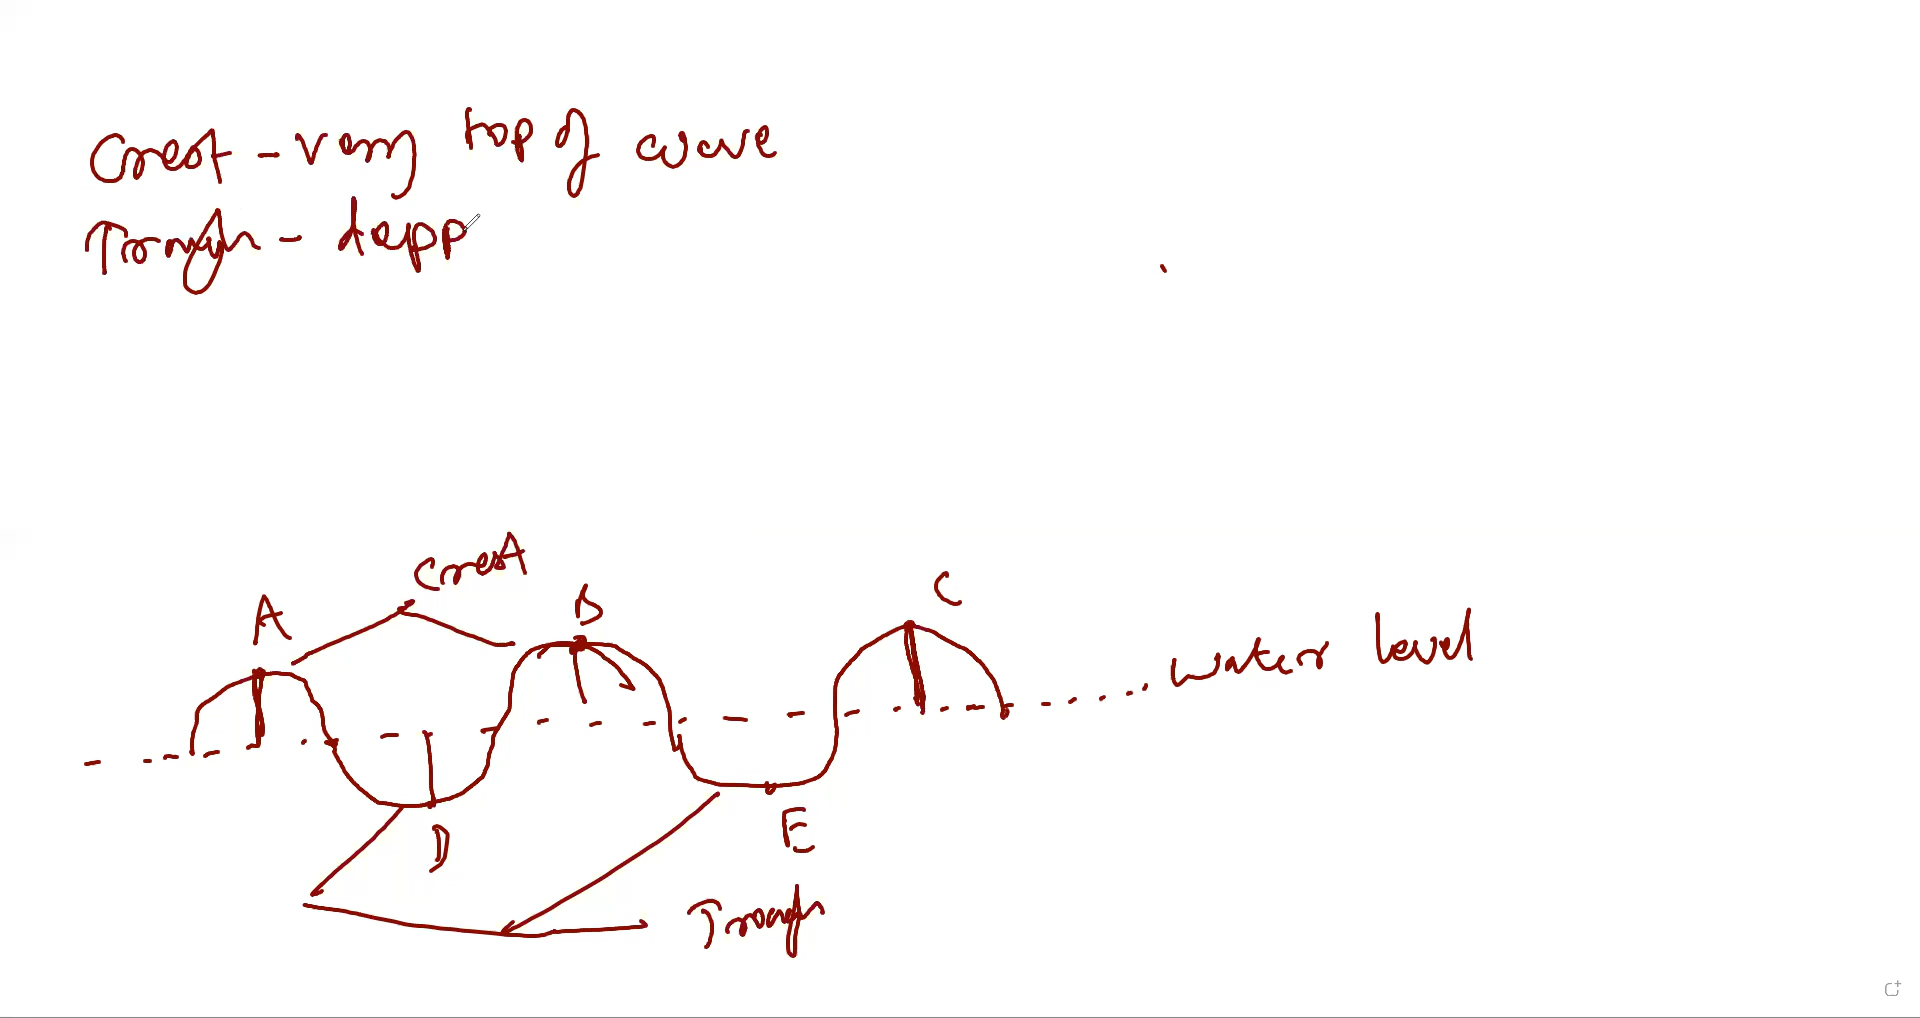 Crest - very top of wave
Trough - depp
Crest
A
B
C
water level
D
E
Trough